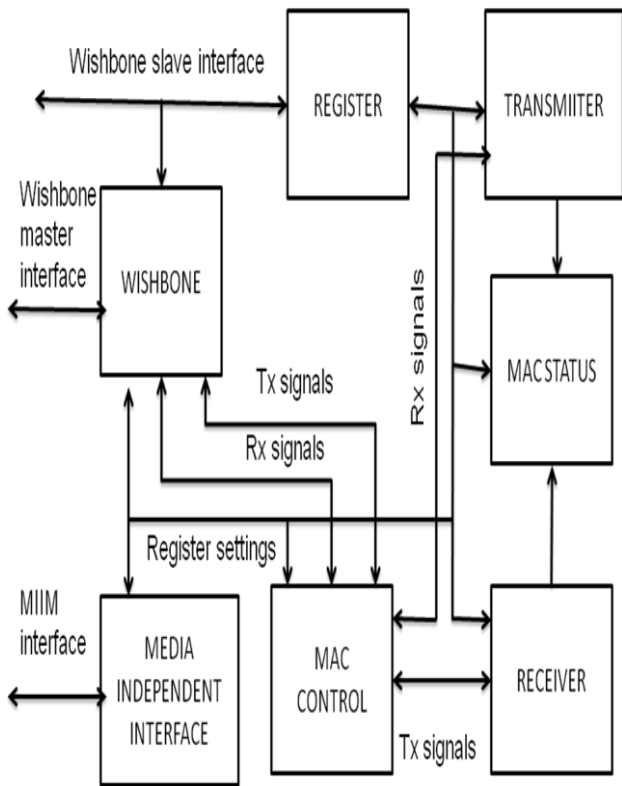 Wishbone slave interface
REGISTER
TRANSMIITER
Wishbone
master
interface
WISHBONE
Rx signals
MAC STATUS
Tx signals
Rx signals
Register settings
MIIM
interface
MEDIA
INDEPENDENT
INTERFACE
MAC
CONTROL
RECEIVER
Tx signals